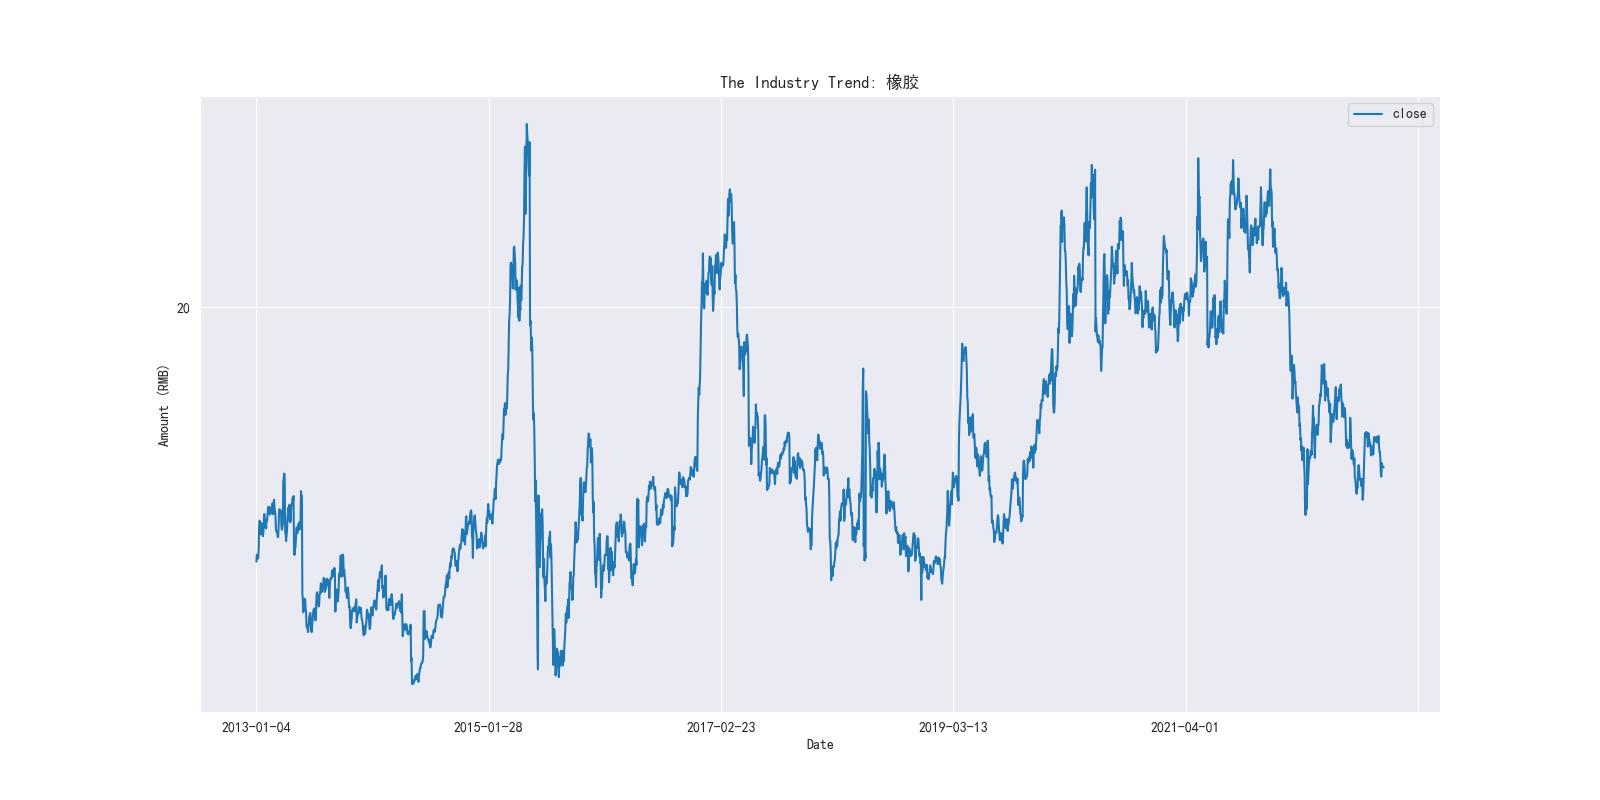 The Industry Trend: 橡胶
close
20
Amount (RMB)
2013-01-04
2015-01-28
2017-02-23
2019-03-13
2021-04-01
Date